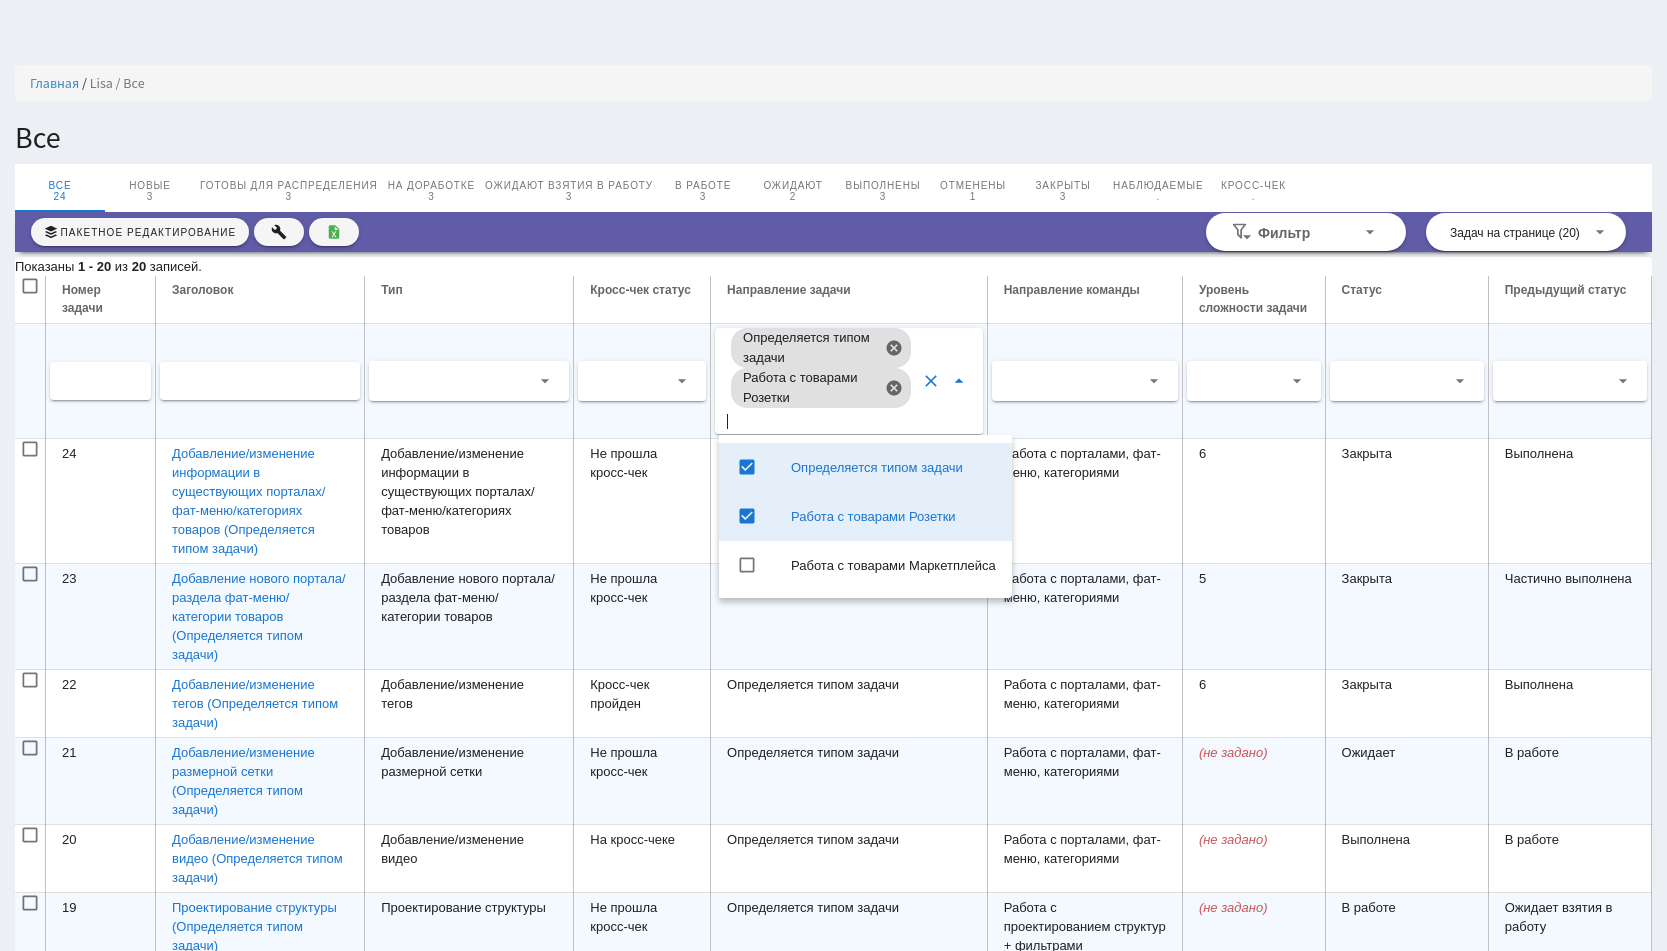 Главная / Lisa / Все
Все
ВСЕ
24
НОВЫЕ
3
ГОТОВЫ ДЛЯ РАСПРЕДЕЛЕНИЯ
3
НА ДОРАБОТКЕ
3
ОЖИДАЮТ ВЗЯТИЯ В РАБОТУ
3
В РАБОТЕ
3
ОЖИДАЮТ
2
ВЫПОЛНЕНЫ
3
ОТМЕНЕНЫ
1
ЗАКРЫТЫ
3
НАБЛЮДАЕМЫЕ
.
КРОСС-ЧЕК
.
ПАКЕТНОЕ РЕДАКТИРОВАНИЕ
Фильтр
Задач на странице (20)
Показаны 1 - 20 из 20 записей.
Номер
задачи
Заголовок
Тип
Кросс-чек статус
Направление задачи
Направление команды
Уровень
сложности задачи
Статус
Предыдущий статус
Определяется типом
задачи
Работа с товарами
Розетки
Определяется типом задачи
Работа с товарами Розетки
Работа с товарами Маркетплейса
24
Добавление/изменение
информации в
существующих порталах/
фат-меню/категориях
товаров (Определяется
типом задачи)
Добавление/изменение
информации в
существующих порталах/
фат-меню/категориях
товаров
Не прошла
кросс-чек
абота с порталами, фат-
меню, категориями
6
Закрыта
Выполнена
23
Добавление нового портала/
раздела фат-меню/
категории товаров
(Определяется типом
задачи)
Добавление нового портала/
раздела фат-меню/
категории товаров
Не прошла
кросс-чек
абота с порталами, фат-
меню, категориями
5
Закрыта
Частично выполнена
22
Добавление/изменение
тегов (Определяется типом
задачи)
Добавление/изменение
тегов
Кросс-чек
пройден
Определяется типом задачи
Работа с порталами, фат-
меню, категориями
6
Закрыта
Выполнена
21
Добавление/изменение
размерной сетки
(Определяется типом
задачи)
Добавление/изменение
размерной сетки
Не прошла
кросс-чек
Определяется типом задачи
Работа с порталами, фат-
меню, категориями
(не задано)
Ожидает
В работе
20
Добавление/изменение
видео (Определяется типом
задачи)
Добавление/изменение
видео
На кросс-чеке
Определяется типом задачи
Работа с порталами, фат-
меню, категориями
(не задано)
Выполнена
В работе
19
Проектирование структуры
(Определяется типом
задачи)
Проектирование структуры
Не прошла
кросс-чек
Определяется типом задачи
Работа с
проектированием структур
+ фильтрами
(не задано)
В работе
Ожидает взятия в
работу